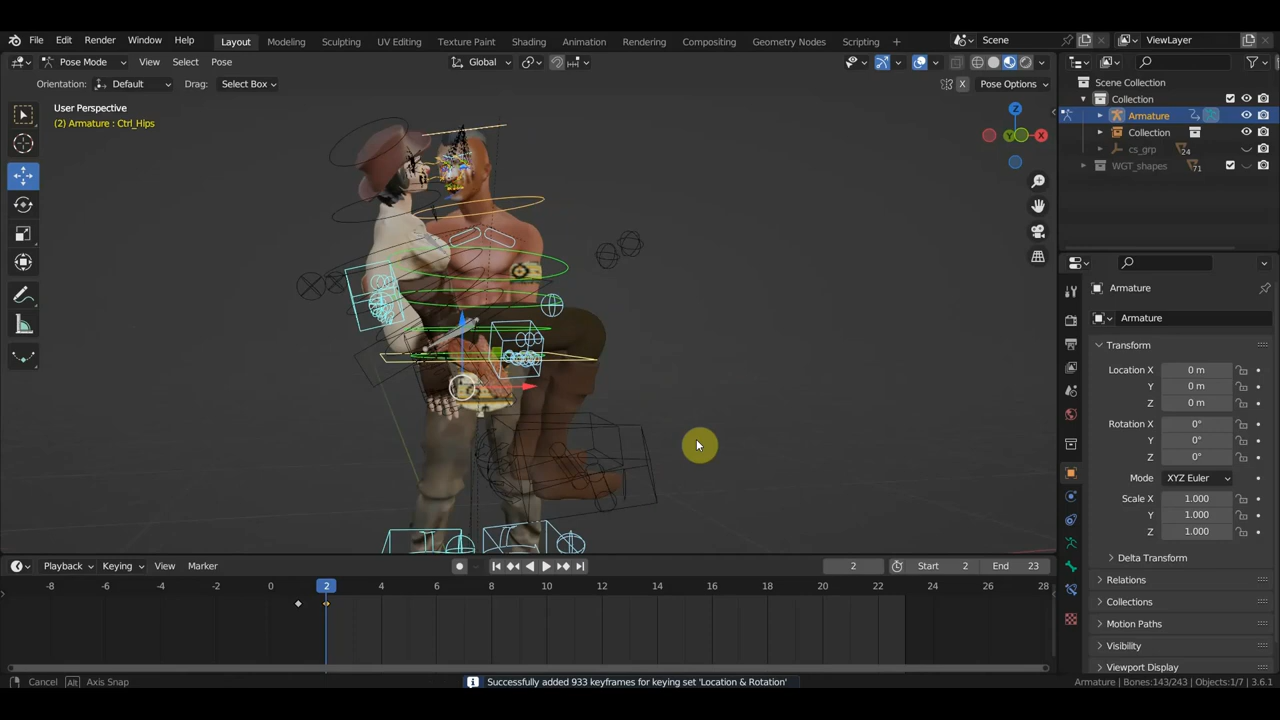 File Edit Render Window Help Layout Modeling Sculpting UV Editing Texture Paint Shading Animation Rendering Compositing Geometry Nodes Scripting + Scene ViewLayer
Pose Mode View Select Pose Global
Orientation: Default Drag: Select Box X Pose Options
User Perspective
(2) Armature : Ctrl_Hips
Z
X
Y
Scene Collection
Collection
Armature
Collection
cs_grp 24
WGT_shapes 71
Armature
Armature
Transform
Location X 0 m
Y 0 m
Z 0 m
Rotation X 0°
Y 0°
Z 0°
Mode XYZ Euler
Scale X 1.000
Y 1.000
Z 1.000
Delta Transform
Relations
Collections
Motion Paths
Visibility
Viewport Display
Playback Keying View Marker 2 Start 2 End 23
-8 -6 -4 -2 0 2 4 6 8 10 12 14 16 18 20 22 24 26 28
Cancel Alt Axis Snap Successfully added 933 keyframes for keying set 'Location & Rotation' Armature | Bones:143/243 | Objects:1/7 | 3.6.1